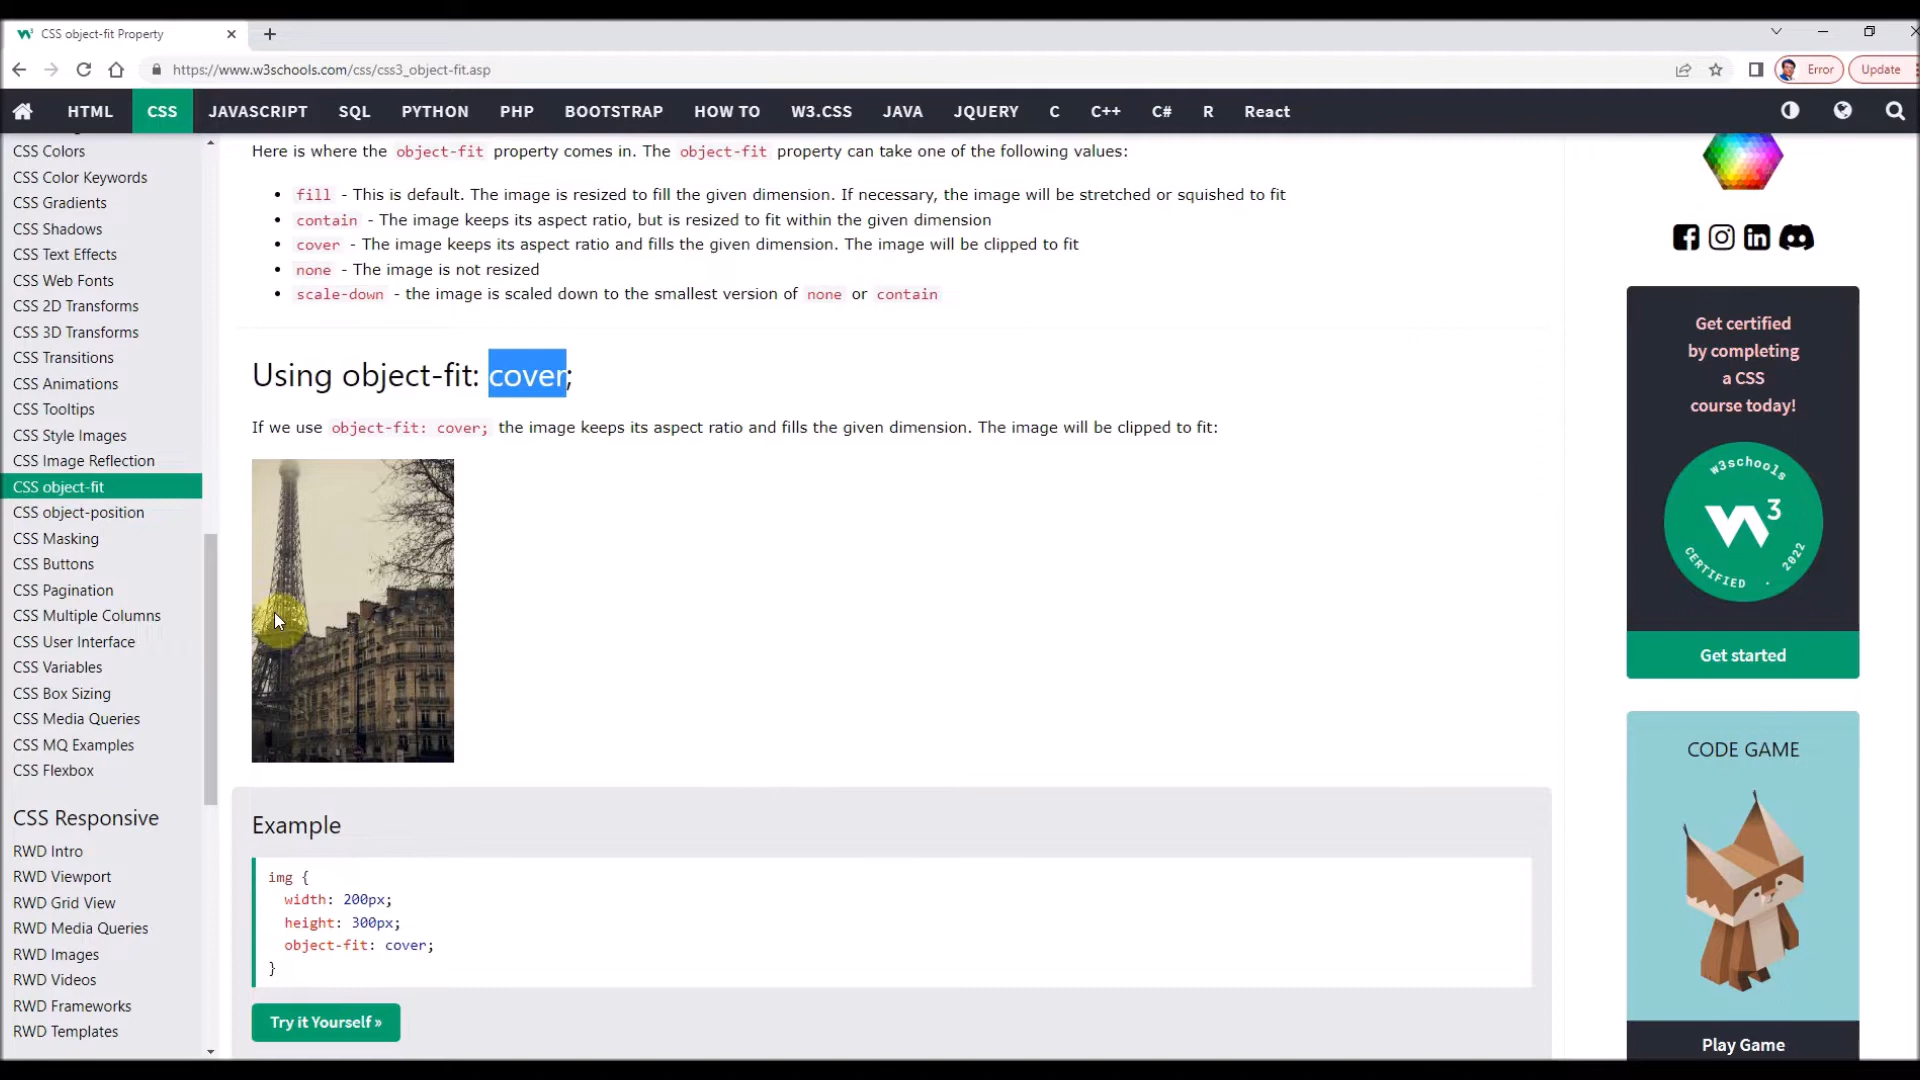 CSS object-fit Property
https://www.w3schools.com/css/css3_object-fit.asp
Error
Update
HTML CSS JAVASCRIPT SQL PYTHON PHP BOOTSTRAP HOW TO W3.CSS JAVA JQUERY C C++ C# R React
CSS Colors
CSS Color Keywords
CSS Gradients
CSS Shadows
CSS Text Effects
CSS Web Fonts
CSS 2D Transforms
CSS 3D Transforms
CSS Transitions
CSS Animations
CSS Tooltips
CSS Style Images
CSS Image Reflection
CSS object-fit
CSS object-position
CSS Masking
CSS Buttons
CSS Pagination
CSS Multiple Columns
CSS User Interface
CSS Variables
CSS Box Sizing
CSS Media Queries
CSS MQ Examples
CSS Flexbox
CSS Responsive
RWD Intro
RWD Viewport
RWD Grid View
RWD Media Queries
RWD Images
RWD Videos
RWD Frameworks
RWD Templates
Here is where the object-fit property comes in. The object-fit property can take one of the following values:
• fill - This is default. The image is resized to fill the given dimension. If necessary, the image will be stretched or squished to fit
• contain - The image keeps its aspect ratio, but is resized to fit within the given dimension
• cover - The image keeps its aspect ratio and fills the given dimension. The image will be clipped to fit
• none - The image is not resized
• scale-down - the image is scaled down to the smallest version of none or contain
Using object-fit: cover;
If we use object-fit: cover; the image keeps its aspect ratio and fills the given dimension. The image will be clipped to fit:
Example
img {
width: 200px;
height: 300px;
object-fit: cover;
}
Try it Yourself »
Get certified
by completing
a CSS
course today!
w3schools
W3
CERTIFIED . 2022
Get started
CODE GAME
Play Game